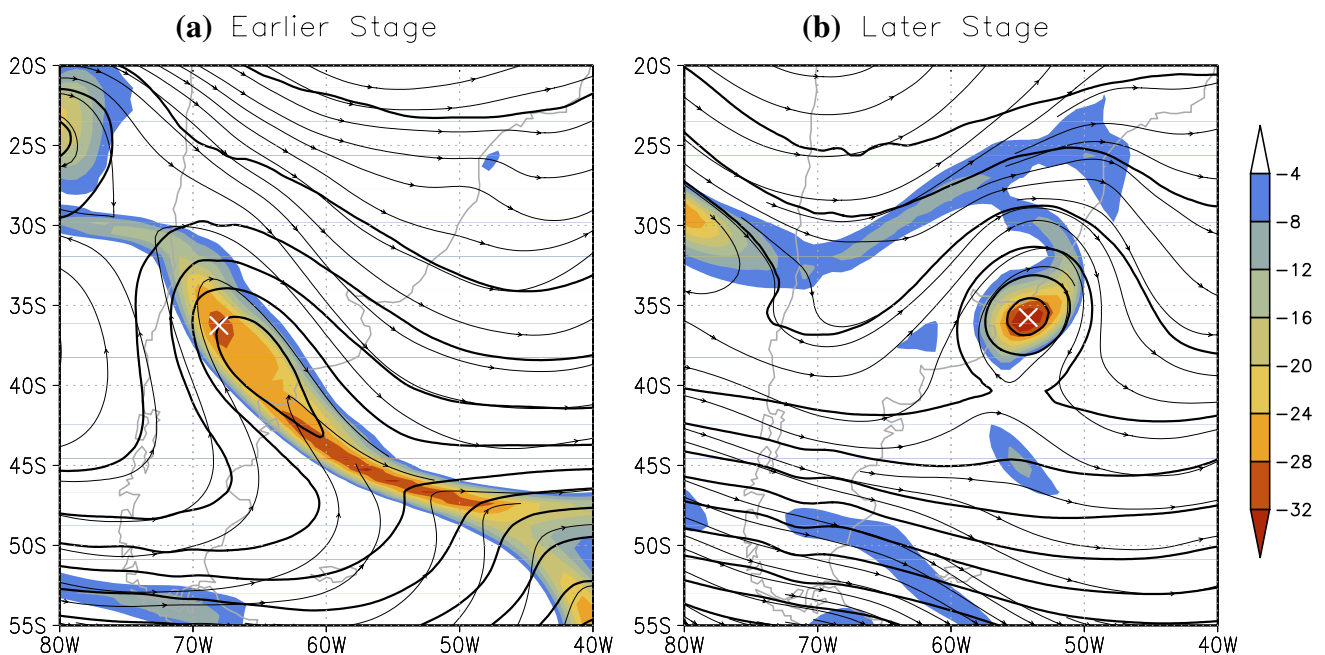 (a) Earlier Stage
(b) Later Stage
20S
25S
30S
35S
40S
45S
50S
55S
80W 70W 60W 50W 40W
20S
25S
30S
35S
40S
45S
50S
55S
80W 70W 60W 50W 40W
-4
-8
-12
-16
-20
-24
-28
-32